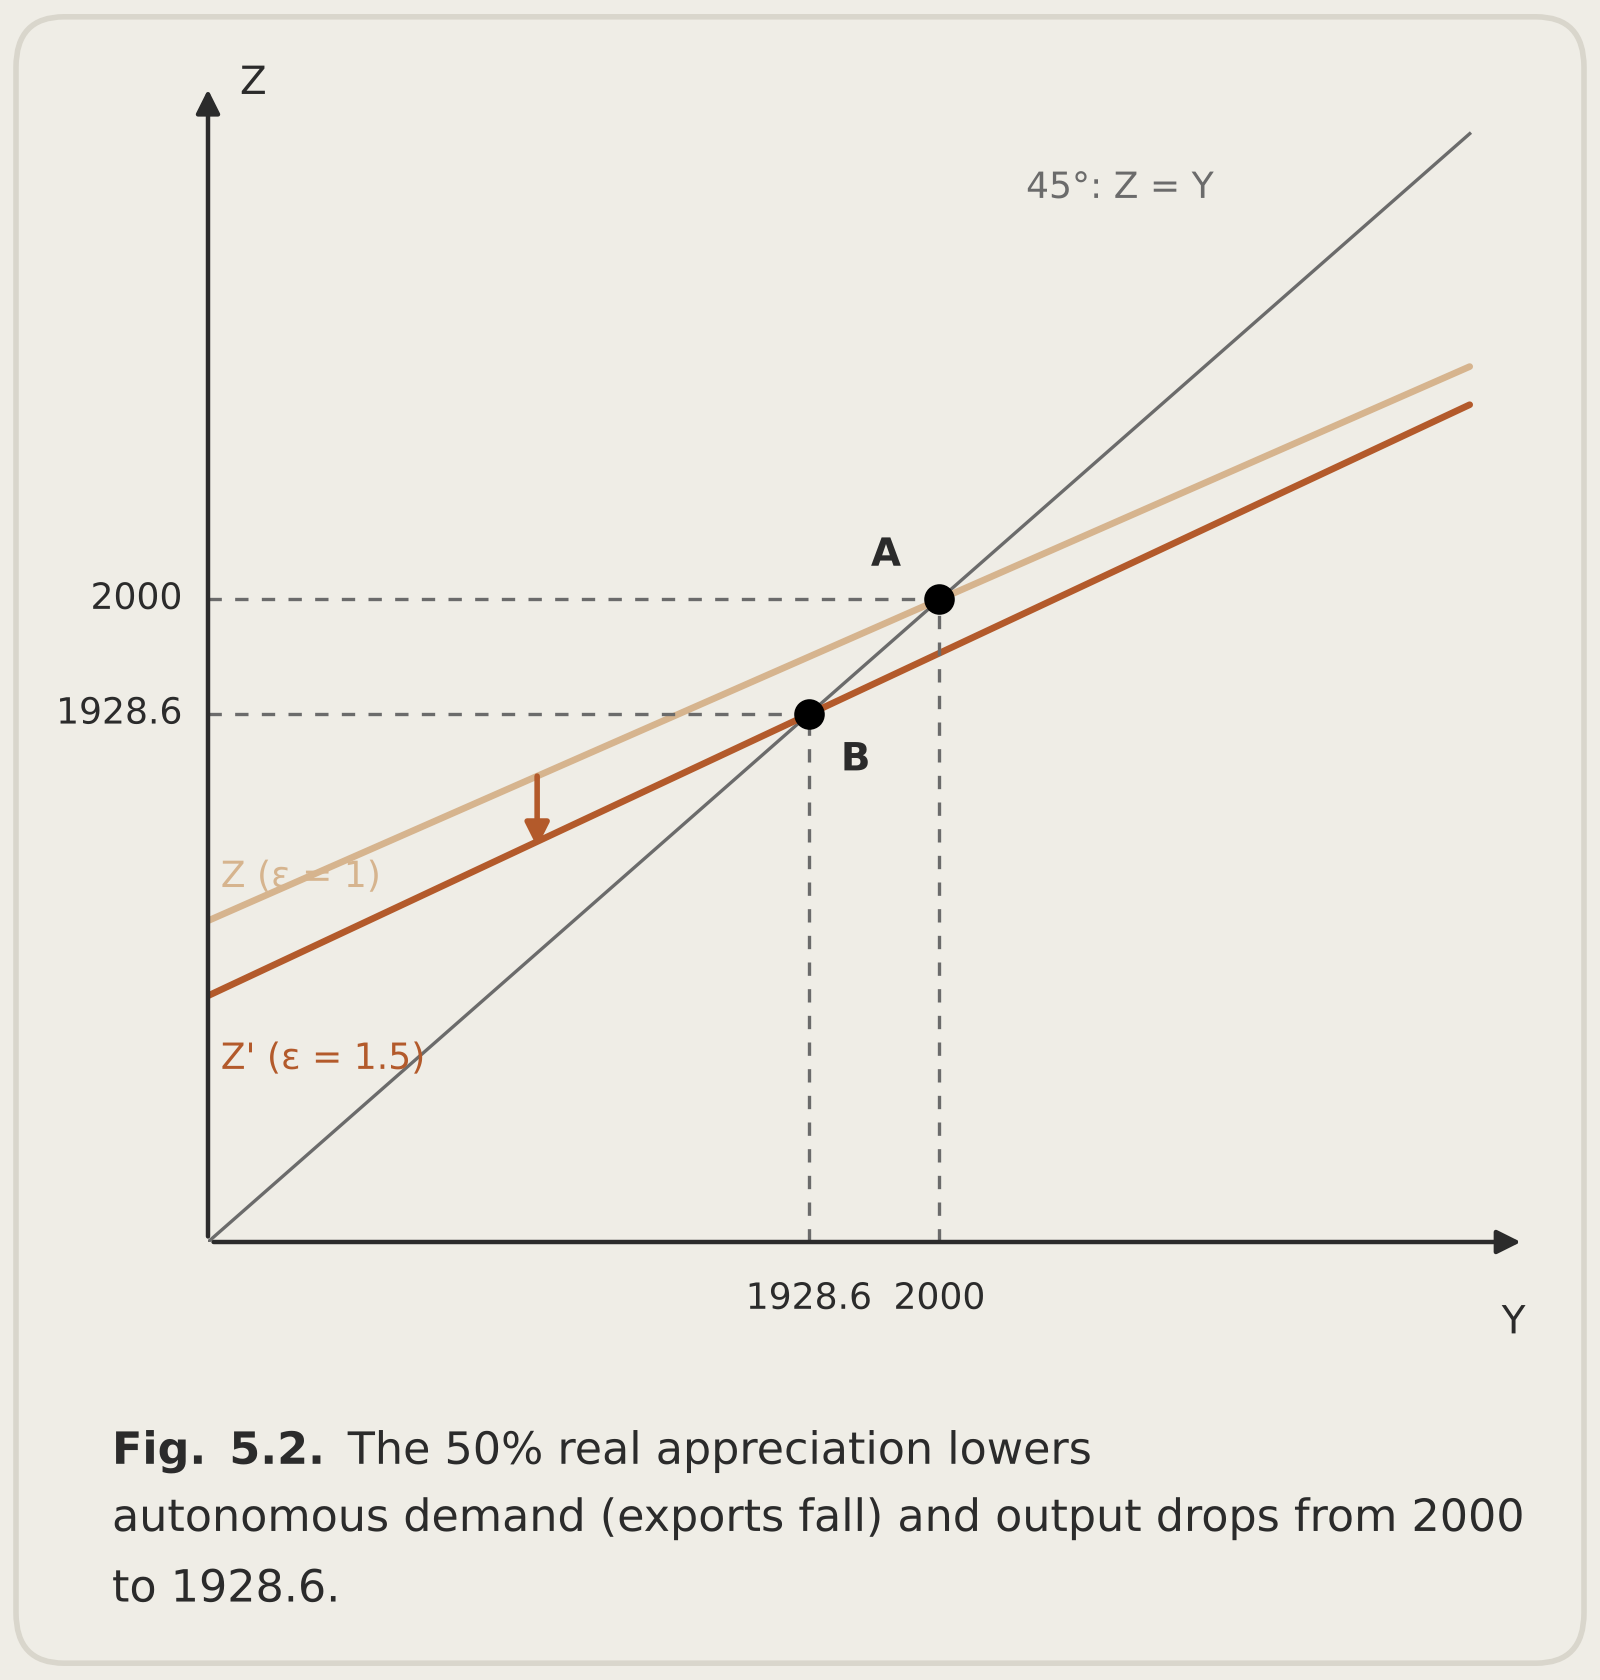 Z
45°: Z = Y
A
2000
1928.6
B
Z (ε = 1)
Z' (ε = 1.5)
1928.6 2000
Y
Fig. 5.2. The 50% real appreciation lowers
autonomous demand (exports fall) and output drops from 2000
to 1928.6.